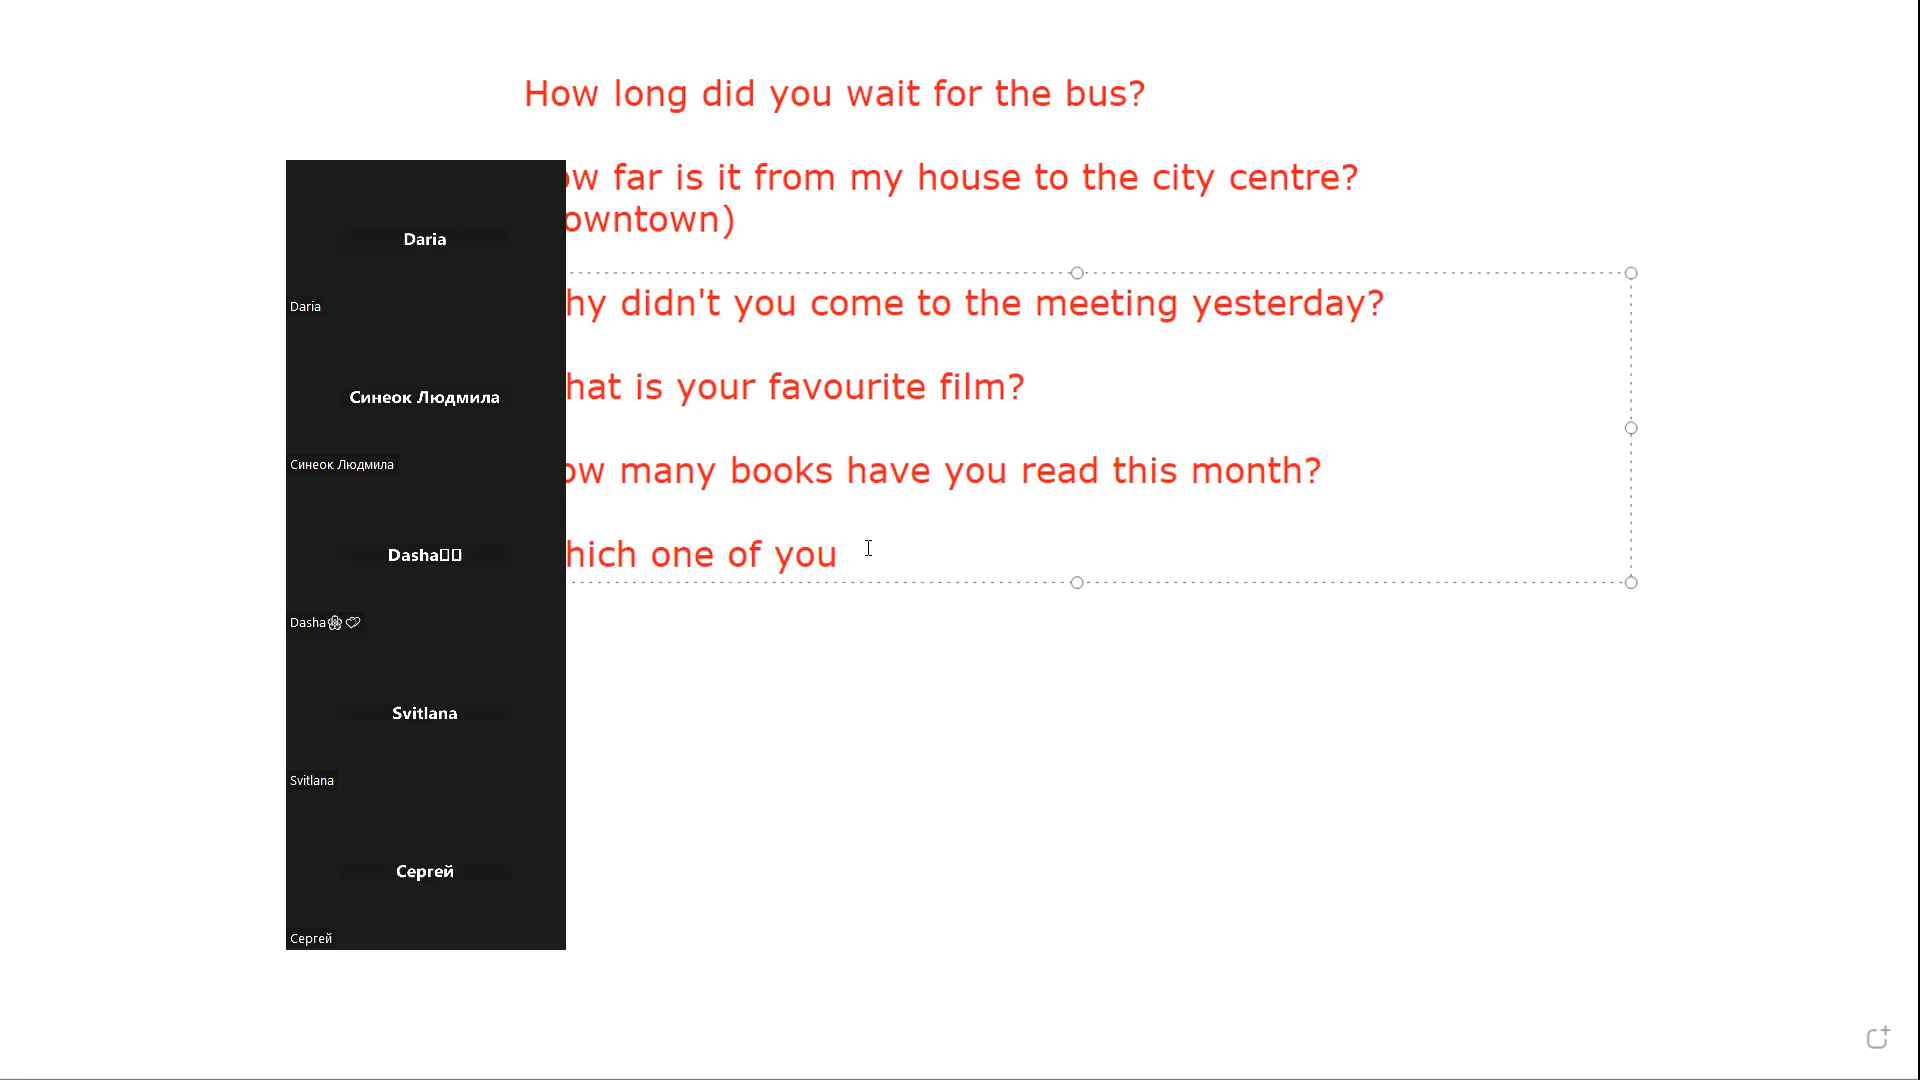 How long did you wait for the bus?
ow far is it from my house to the city centre?
owntown)
hy didn't you come to the meeting yesterday?
hat is your favourite film?
ow many books have you read this month?
hich one of you
Daria
Daria
Синеок Людмила
Синеок Людмила
Dasha
Dasha
Svitlana
Svitlana
Сергей
Сергей